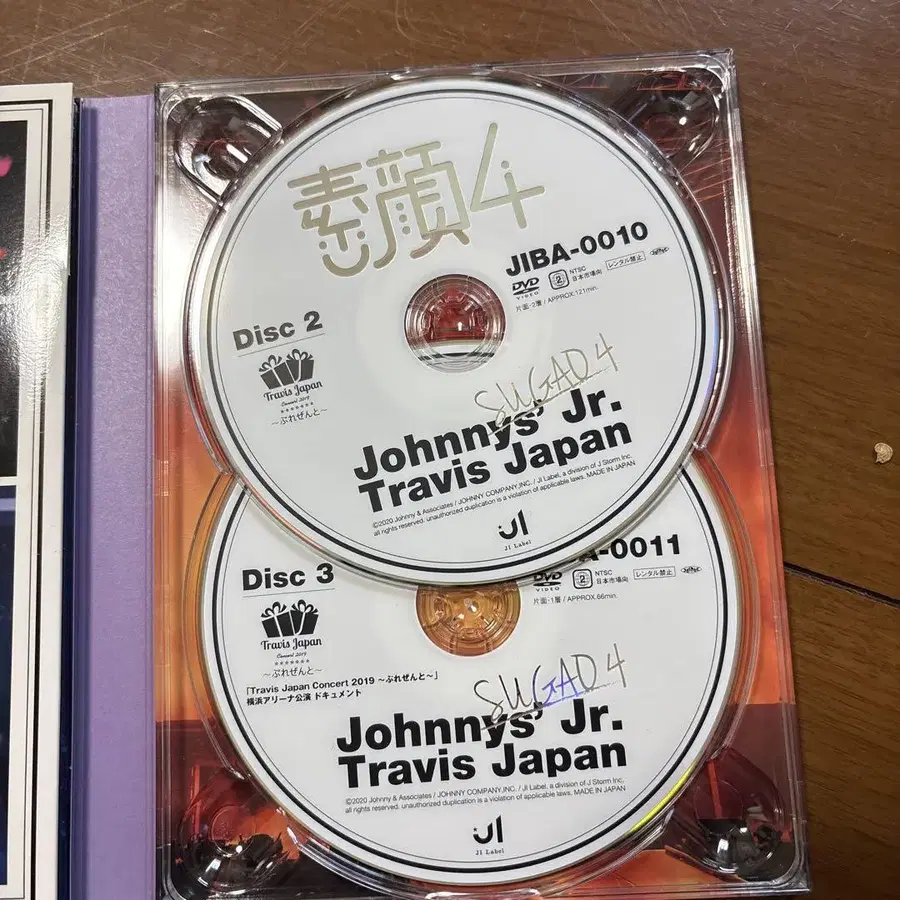 素顔4
JIBA-0010
DVD VIDEO
2
NTSC
日本市場向
レンタル禁止
片面・2層 / APPROX.121min.
Disc 2
Travis Japan
Concert 2019
～ぷれぜんと～
SUGAO 4
Johnnys' Jr.
Travis Japan
©2020 Johnny & Associates / JOHNNY COMPANY,INC. / JI Label, a division of J Storm Inc.
all rights reserved. unauthorized duplication is a violation of applicable laws. MADE IN JAPAN
JI
JI Label
A-0011
DVD VIDEO
2
NTSC
日本市場向
レンタル禁止
片面・1層 / APPROX.66min.
Disc 3
Travis Japan
Concert 2019
～ぷれぜんと～
「Travis Japan Concert 2019 ～ぷれぜんと～」
横浜アリーナ公演 ドキュメント
SUGAO 4
Johnnys' Jr.
Travis Japan
©2020 Johnny & Associates / JOHNNY COMPANY,INC. / JI Label, a division of J Storm Inc.
all rights reserved. unauthorized duplication is a violation of applicable laws. MADE IN JAPAN
JI
JI Label